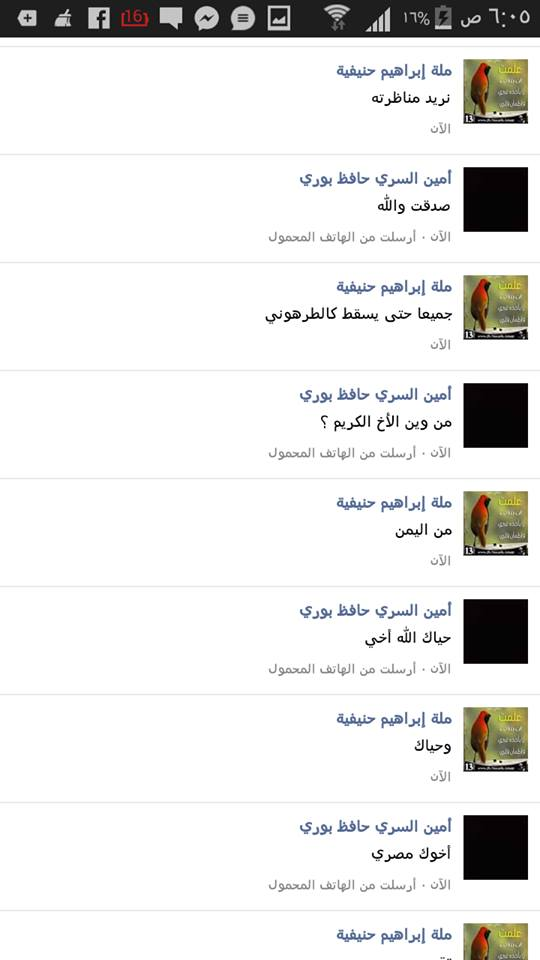 ٦:٠٥ ص ١٦% 16
ملة إبراهيم حنيفية
نريد مناظرته
الآن
أمين السري حافظ بوري
صدقت والله
الآن · أرسلت من الهاتف المحمول
ملة إبراهيم حنيفية
جميعا حتى يسقط كالطرهوني
الآن
أمين السري حافظ بوري
من وين الأخ الكريم ؟
الآن · أرسلت من الهاتف المحمول
ملة إبراهيم حنيفية
من اليمن
الآن
أمين السري حافظ بوري
حياك الله أخي
الآن · أرسلت من الهاتف المحمول
ملة إبراهيم حنيفية
وحياك
الآن
أمين السري حافظ بوري
أخوك مصري
الآن · أرسلت من الهاتف المحمول
ملة إبراهيم حنيفية